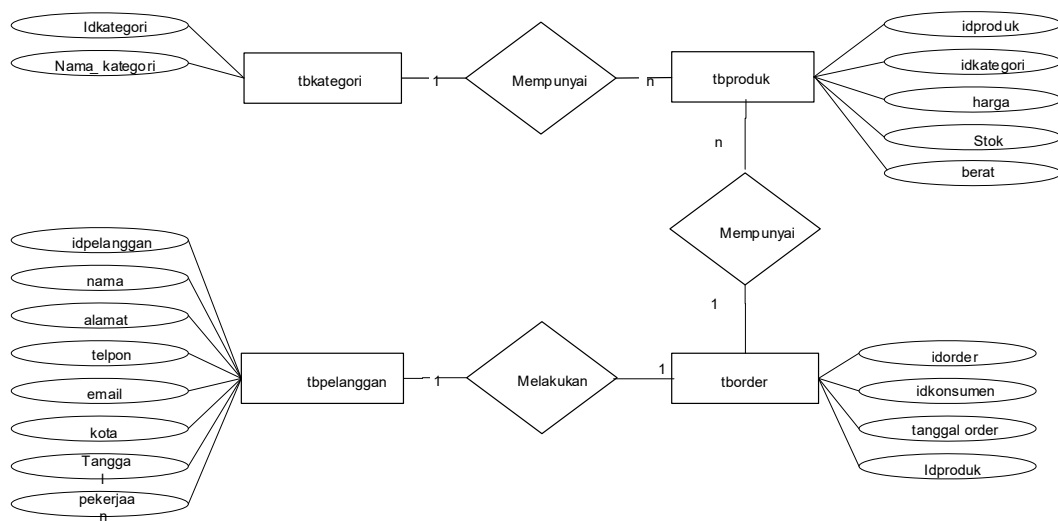 Idkategori
Nama_kategori
tbkategori
1
Mempunyai
n
tbproduk
idproduk
idkategori
harga
Stok
berat
n
Mempunyai
1
idpelanggan
nama
alamat
telpon
email
kota
Tangga
l
pekerjaa
n
tbpelanggan
1
Melakukan
1
tborder
idorder
idkonsumen
tanggal order
Idproduk